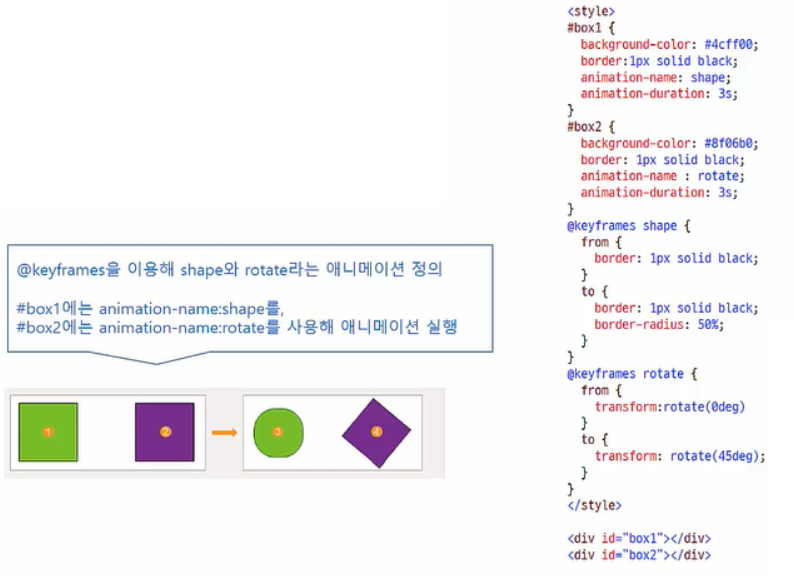 @keyframes을 이용해 shape와 rotate라는 애니메이션 정의
#box1에는 animation-name:shape를,
#box2에는 animation-name:rotate를 사용해 애니메이션 실행
1
2
3
4
<style>
#box1 {
background-color: #4cff00;
border:1px solid black;
animation-name: shape;
animation-duration: 3s;
}
#box2 {
background-color: #8f06b0;
border: 1px solid black;
animation-name : rotate;
animation-duration: 3s;
}
@keyframes shape {
from {
border: 1px solid black;
}
to {
border: 1px solid black;
border-radius: 50%;
}
}
@keyframes rotate {
from {
transform:rotate(0deg)
}
to {
transform: rotate(45deg);
}
}
</style>
<div id="box1"></div>
<div id="box2"></div>